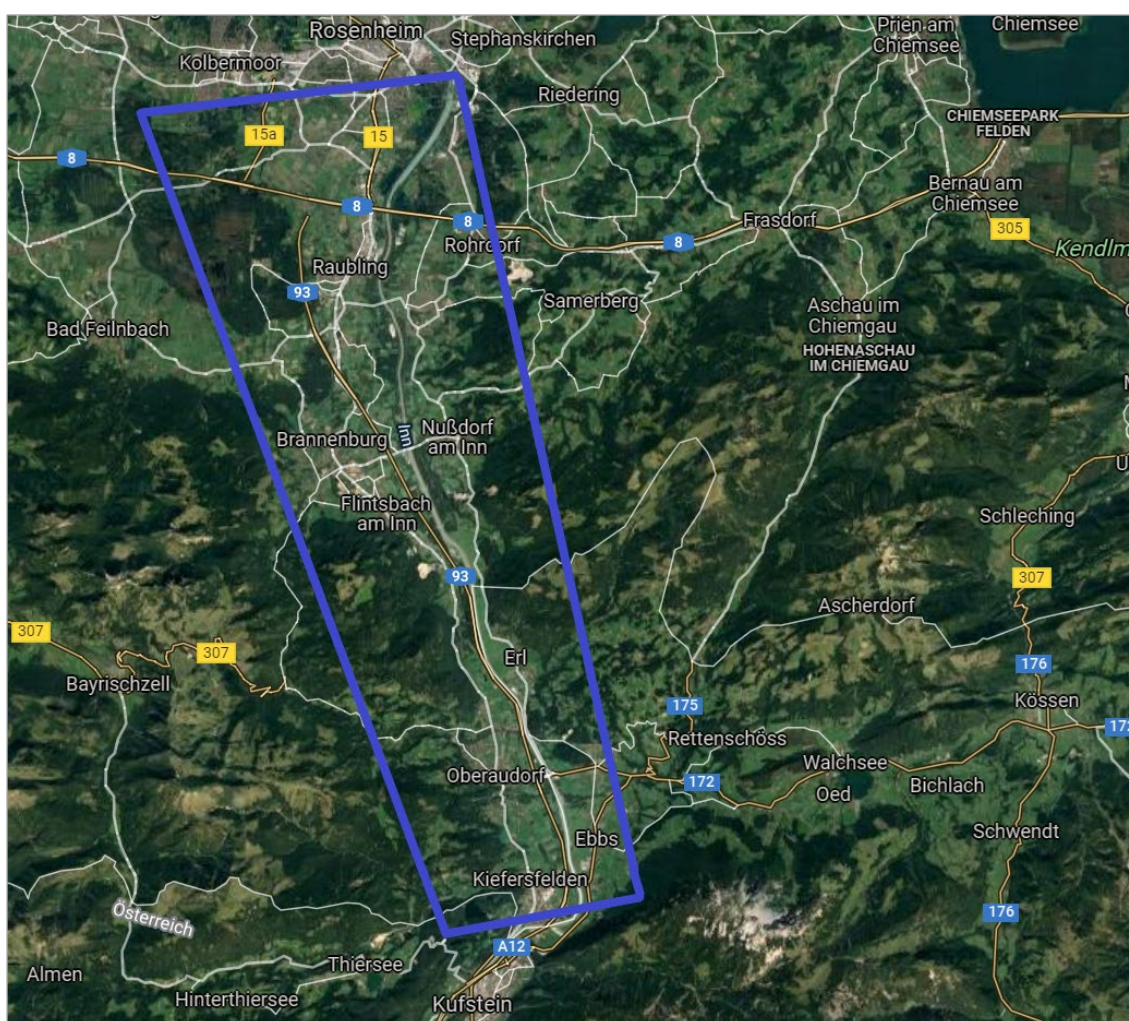 Rosenheim
Stephanskirchen
Prien am
Chiemsee
Chiemsee
Kolbermoor
Riedering
15a
15
CHIEMSEEPARK
FELDEN
8
Bernau am
Chiemsee
8
8
Frasdorf
305
8
Rohrdorf
Kendlm
Raubling
93
Samerberg
Aschau im
Chiemgau
Bad Feilnbach
HOHENASCHAU
IM CHIEMGAU
Inn
Nußdorf
am Inn
Brannenburg
Flintsbach
am Inn
Schleching
93
307
Ascherdorf
307
307
Erl
176
Bayrischzell
175
Kössen
172
Rettenschöss
Walchsee
Oberaudorf
172
Oed
Bichlach
Ebbs
Schwendt
Kiefersfelden
Österreich
176
A12
Almen
Thiersee
Hinterthiersee
Kufstein